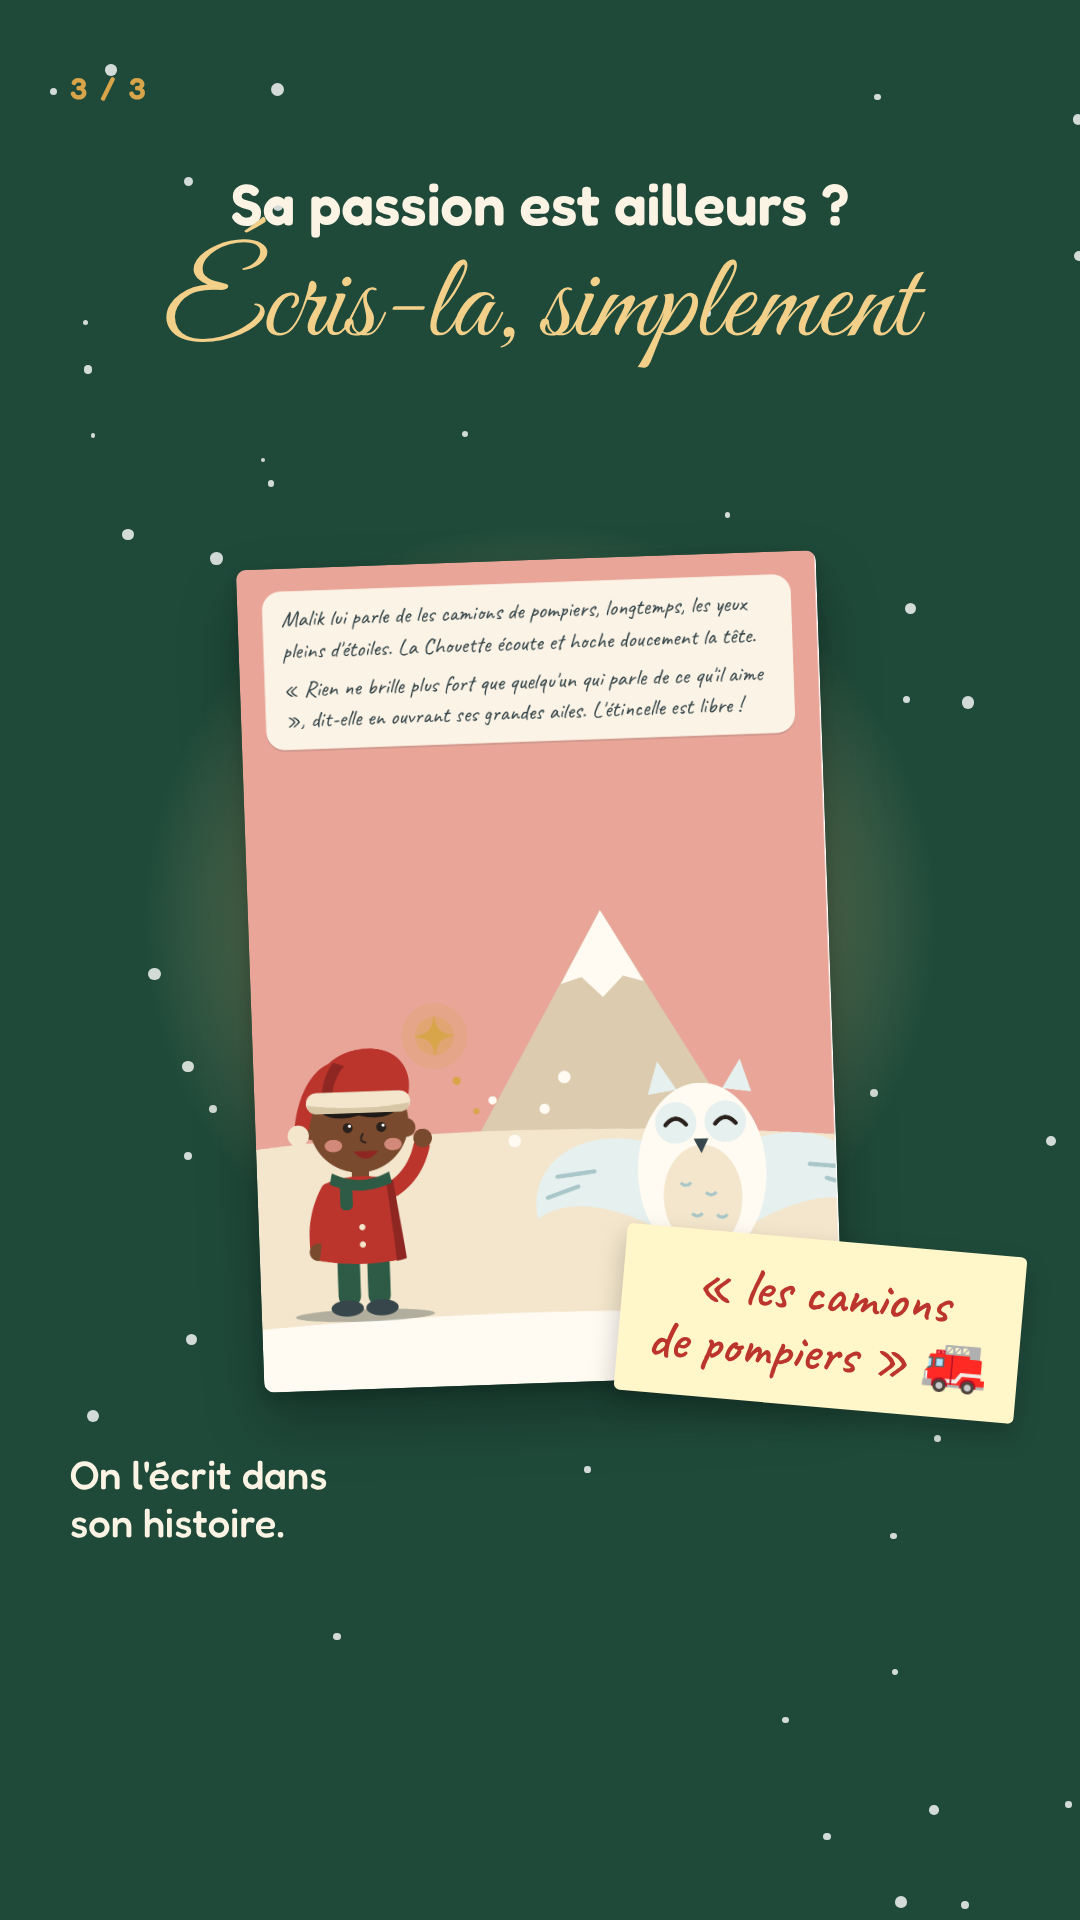 3 / 3
Sa passion est ailleurs ?
Écris-la, simplement
Malik lui parle de les camions de pompiers, longtemps, les yeux
pleins d'étoiles. La Chouette écoute et hoche doucement la tête.
« Rien ne brille plus fort que quelqu'un qui parle de ce qu'il aime
», dit-elle en ouvrant ses grandes ailes. L'étincelle est libre !
« les camions
de pompiers » 🚒
On l'écrit dans
son histoire.